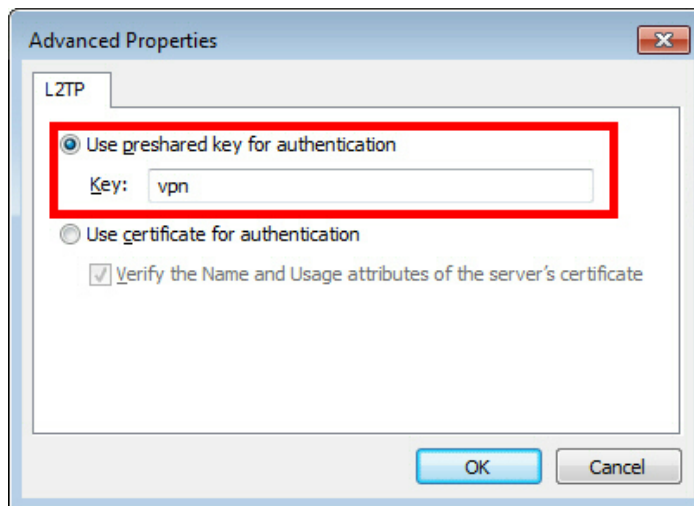 Advanced Properties
L2TP
Use preshared key for authentication
Key: vpn
Use certificate for authentication
Verify the Name and Usage attributes of the server's certificate
OK Cancel